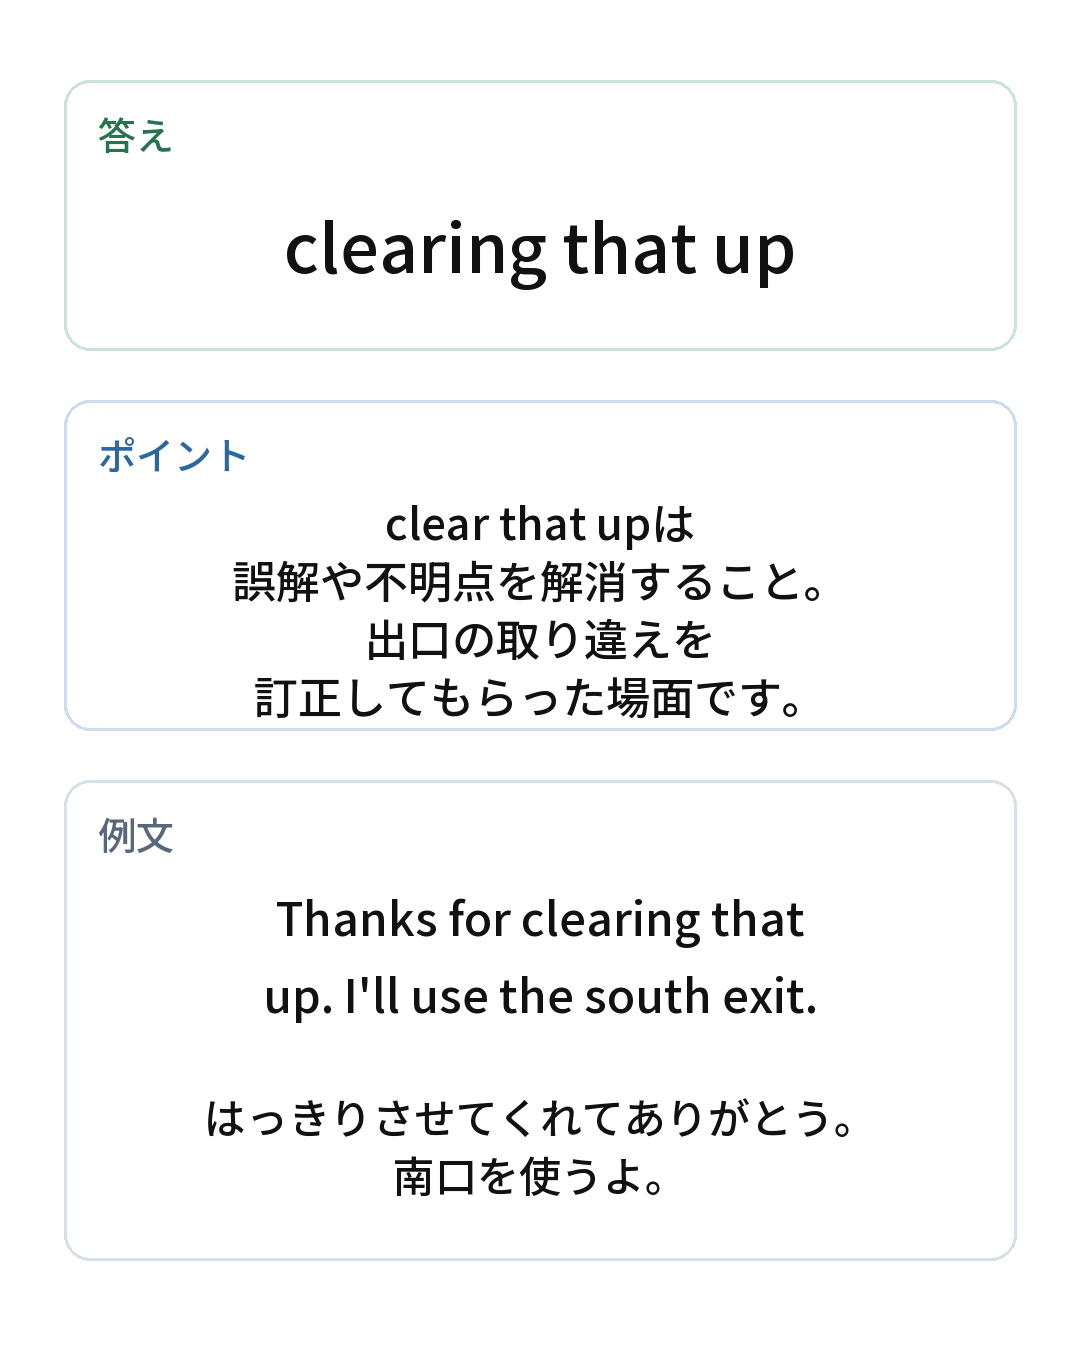 答え
clearing that up
ポイント
clear that upは
誤解や不明点を解消すること。
出口の取り違えを
訂正してもらった場面です。
例文
Thanks for clearing that
up. I'll use the south exit.
はっきりさせてくれてありがとう。
南口を使うよ。